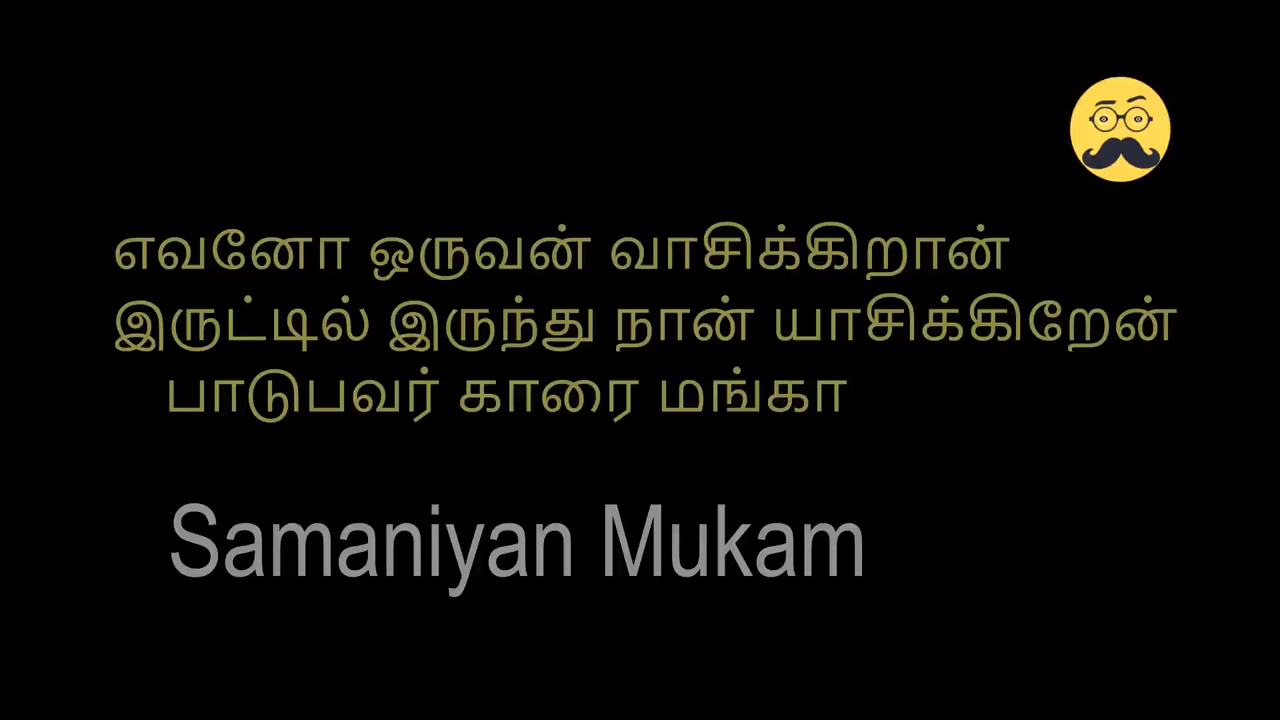 எவனோ ஒருவன் வாசிக்கிறான்
இருட்டில் இருந்து நான் யாசிக்கிறேன்
பாடுபவர் காரை மங்கா
Samaniyan Mukam